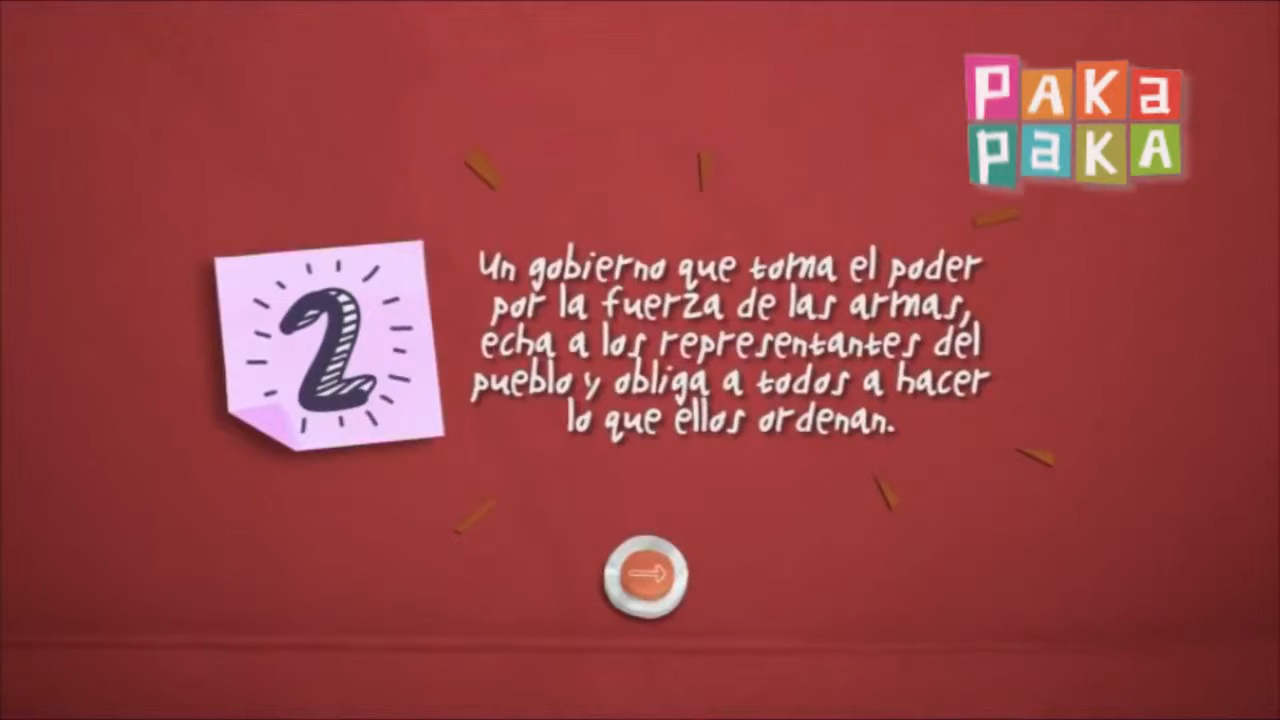 PAKA
PAKA
2
Un gobierno que toma el poder
por la fuerza de las armas,
echa a los representantes del
pueblo y obliga a todos a hacer
lo que ellos ordenan.